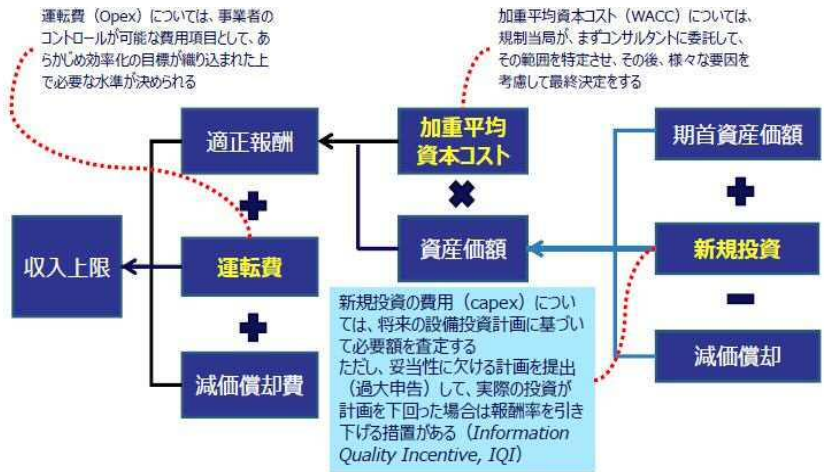 運転費（Opex）については、事業者の
コントロールが可能な費用項目として、あ
らかじめ効率化の目標が織り込まれた上
で必要な水準が決められる
加重平均資本コスト（WACC）については、
規制当局が、まずコンサルタントに委託して、
その範囲を特定させ、その後、様々な要因を
考慮して最終決定をする
適正報酬
加重平均
資本コスト
期首資産価額
+
×
+
収入上限
運転費
資産価額
新規投資
+
−
減価償却費
新規投資の費用（capex）につい
ては、将来の設備投資計画に基づい
て必要額を査定する
ただし、妥当性に欠ける計画を提出
（過大申告）して、実際の投資が
計画を下回った場合は報酬率を引き
下げる措置がある（Information
Quality Incentive, IQI）
減価償却